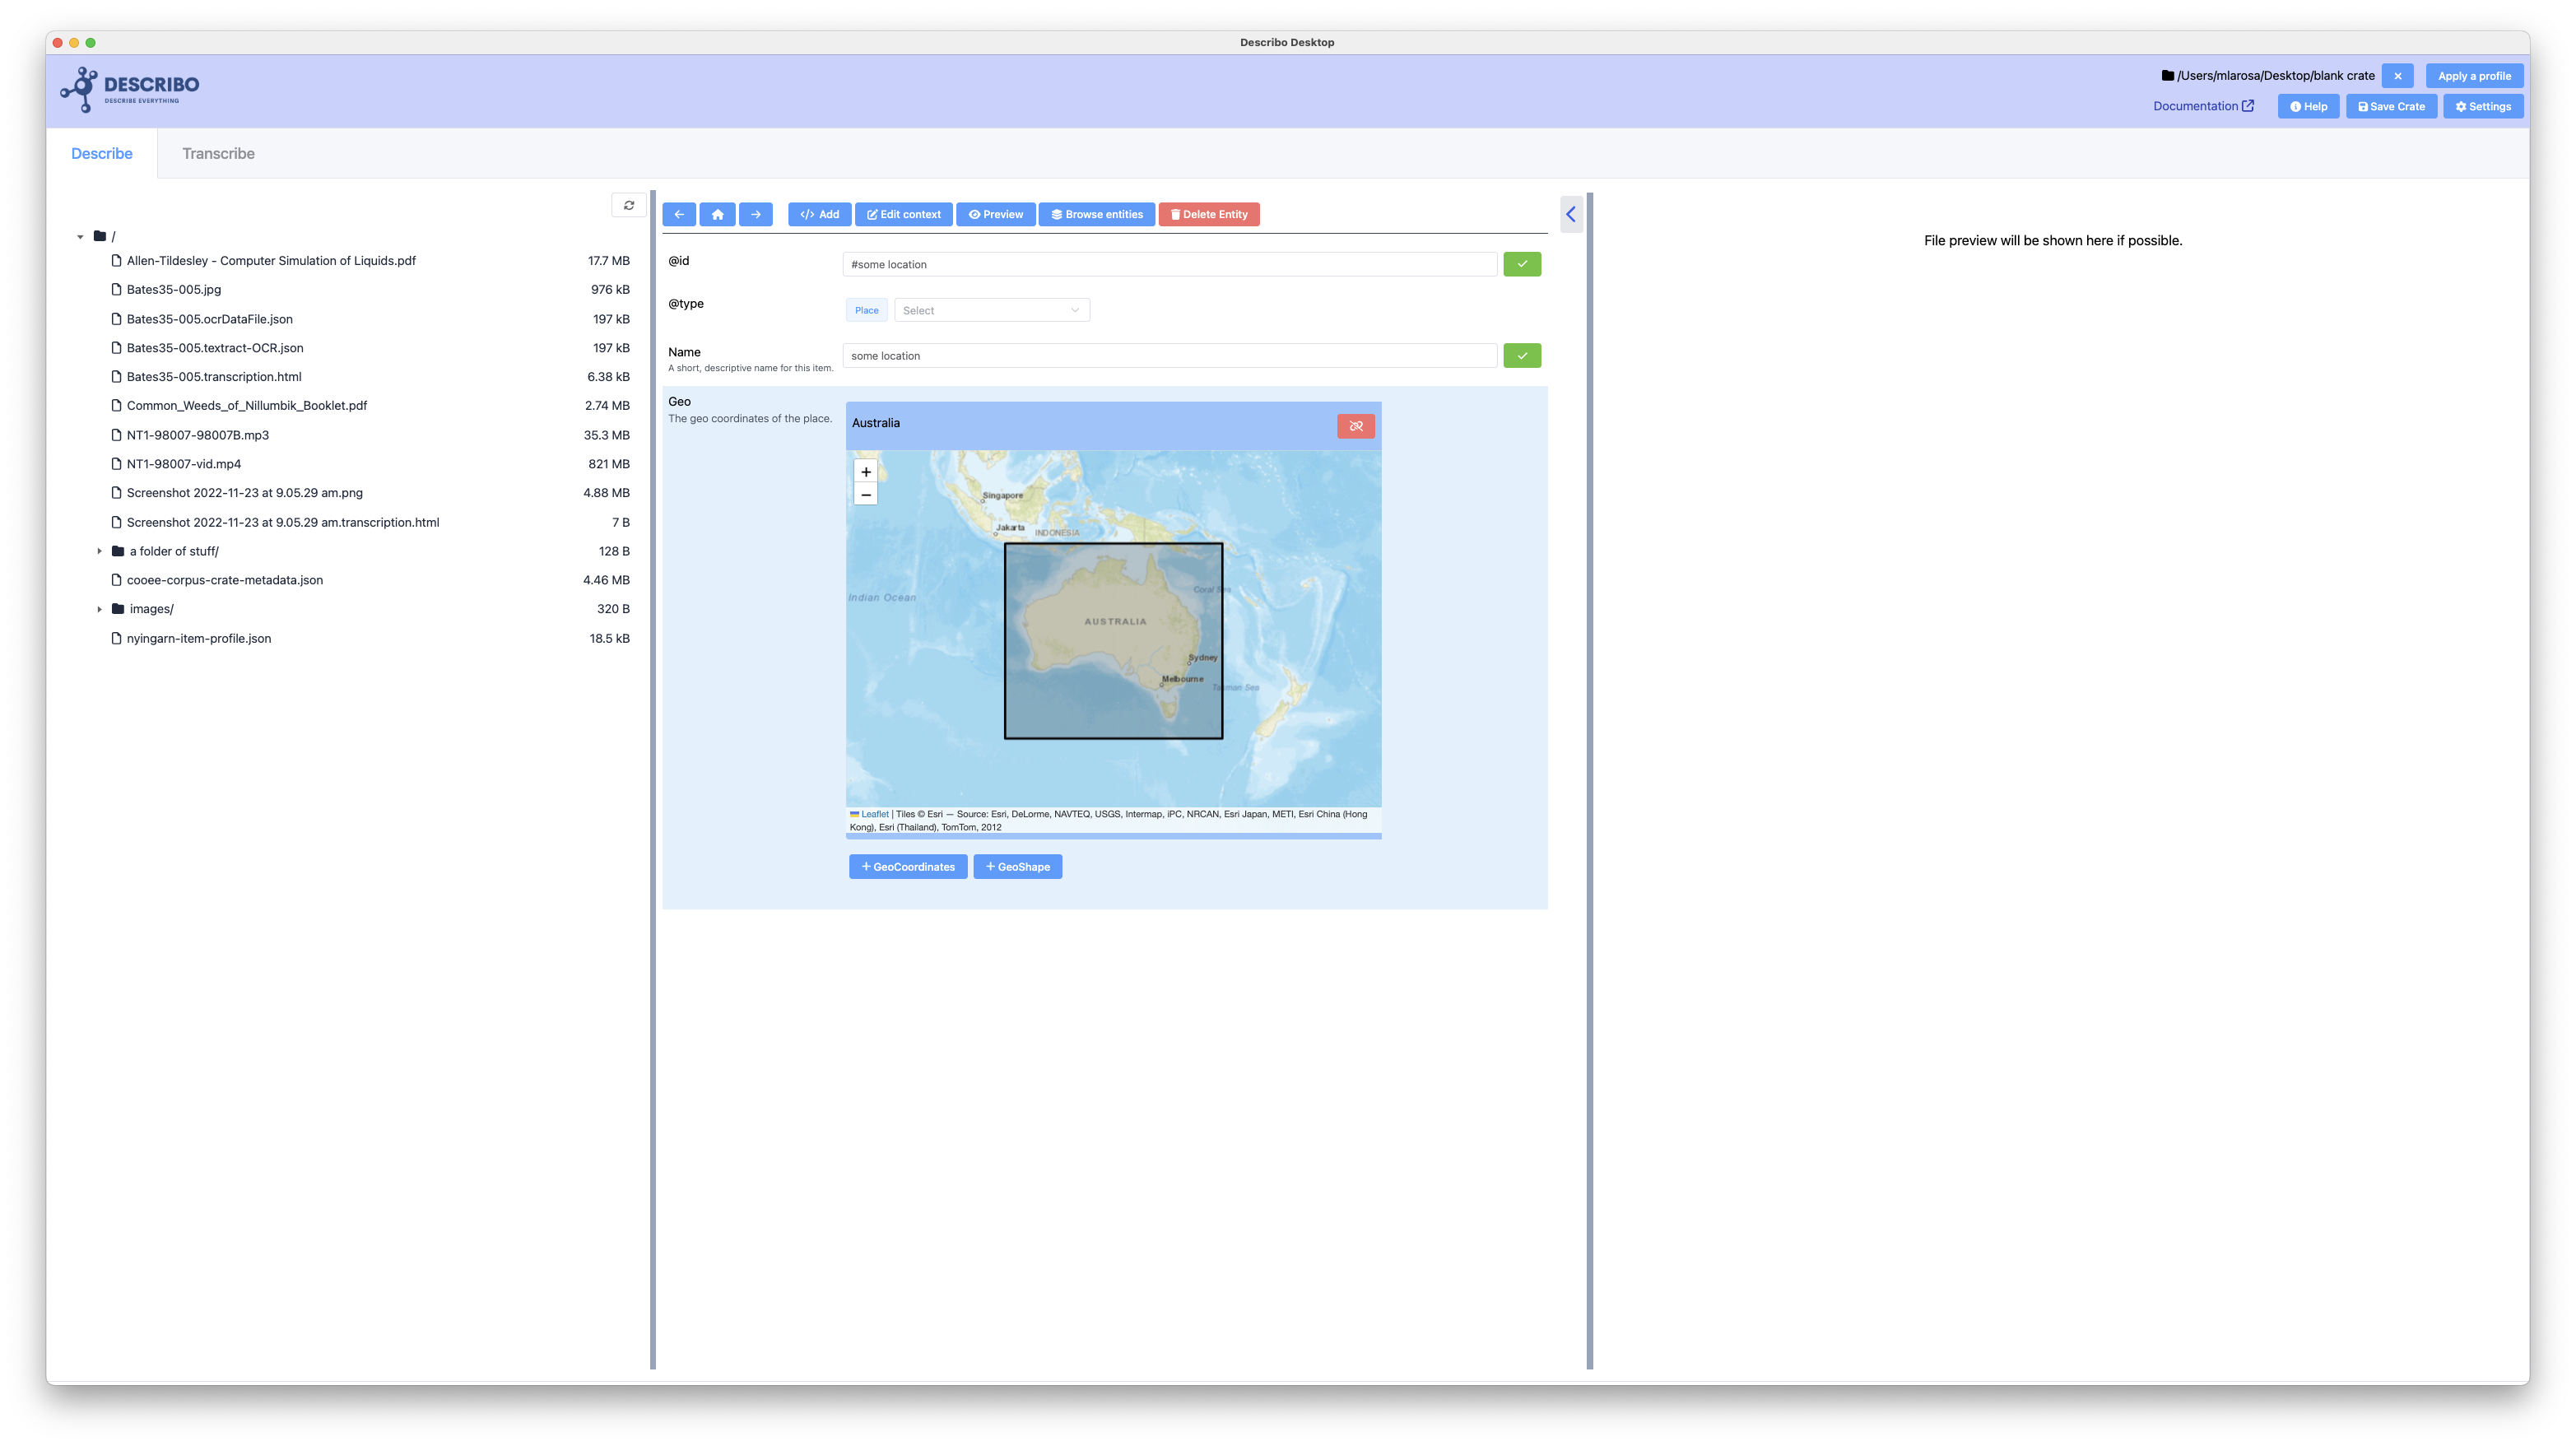 Describo Desktop
DESCRIBO
DESCRIBE EVERYTHING
/Users/mlarosa/Desktop/blank crate
Apply a profile
Documentation
Help
Save Crate
Settings
Describe
Transcribe
/
Allen-Tildesley - Computer Simulation of Liquids.pdf 17.7 MB
Bates35-005.jpg 976 kB
Bates35-005.ocrDataFile.json 197 kB
Bates35-005.textract-OCR.json 197 kB
Bates35-005.transcription.html 6.38 kB
Common_Weeds_of_Nillumbik_Booklet.pdf 2.74 MB
NT1-98007-98007B.mp3 35.3 MB
NT1-98007-vid.mp4 821 MB
Screenshot 2022-11-23 at 9.05.29 am.png 4.88 MB
Screenshot 2022-11-23 at 9.05.29 am.transcription.html 7 B
a folder of stuff/ 128 B
cooee-corpus-crate-metadata.json 4.46 MB
images/ 320 B
nyingarn-item-profile.json 18.5 kB
Add
Edit context
Preview
Browse entities
Delete Entity
@id
#some location
@type
Place
Select
Name
A short, descriptive name for this item.
some location
Geo
The geo coordinates of the place.
Australia
+
−
Singapore
Jakarta
INDONESIA
Indian Ocean
Coral Sea
AUSTRALIA
Sydney
Melbourne
Tasman Sea
Leaflet | Tiles © Esri — Source: Esri, DeLorme, NAVTEQ, USGS, Intermap, iPC, NRCAN, Esri Japan, METI, Esri China (Hong
Kong), Esri (Thailand), TomTom, 2012
+ GeoCoordinates
+ GeoShape
File preview will be shown here if possible.